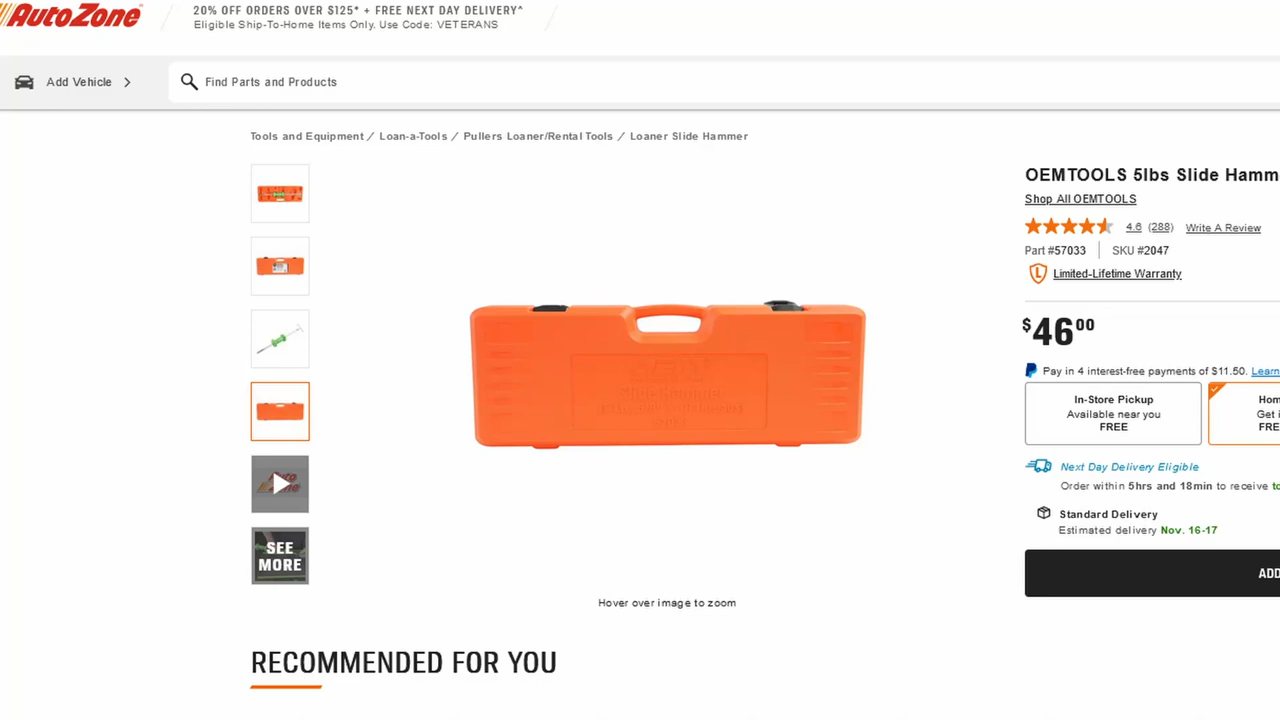 AutoZone
20% OFF ORDERS OVER $125* + FREE NEXT DAY DELIVERY^
Eligible Ship-To-Home Items Only. Use Code: VETERANS
Add Vehicle
Find Parts and Products
Tools and Equipment / Loan-a-Tools / Pullers Loaner/Rental Tools / Loaner Slide Hammer
OEMTOOLS 5lbs Slide Hamm
Shop All OEMTOOLS
4.6 (288) Write A Review
Part #57033 SKU #2047
Limited-Lifetime Warranty
$46 00
Pay in 4 interest-free payments of $11.50. Learn
In-Store Pickup
Available near you
FREE
Hom
Get i
FRE
Next Day Delivery Eligible
Order within 5hrs and 18min to receive to
Standard Delivery
Estimated delivery Nov. 16-17
ADD
Auto
Zone
SEE
MORE
Slide Hammer
Hover over image to zoom
RECOMMENDED FOR YOU